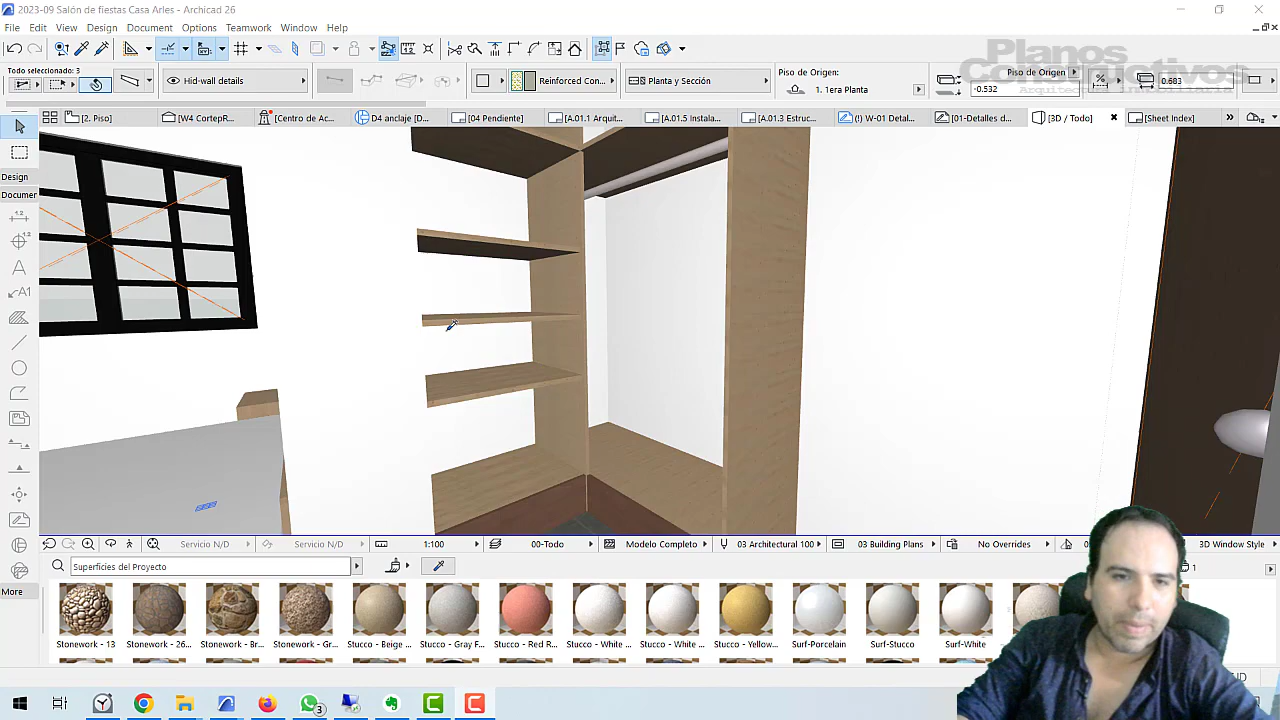 2023-09 Salón de fiestas Casa Arles - Archicad 26
File Edit View Design Document Options Teamwork Window Help
Planos
Constructivos
Todo seleccionado: 3
Hid-wall details
Reinforced Con...
Planta y Sección
Piso de Origen:
1. 1era Planta
Piso de Origen
-0.532
0.683
[2. Piso]
[W4 CortepR...
[Centro de Ac...
D4 anclaje [D...
[04 Pendiente]
[A.01.1 Arquit...
[A.01.5 Instala...
[A.01.3 Estruc...
(!) W-01 Detal...
[01-Detalles d...
[3D / Todo]
[Sheet Index]
Design
Document
More
Servicio N/D
Servicio N/D
1:100
00-Todo
Modelo Completo
03 Architectural 100
03 Building Plans
No Overrides
3D Window Style
Superficies del Proyecto
1
Stonework - 13
Stonework - 26...
Stonework - Br...
Stonework - Gr...
Stucco - Beige ...
Stucco - Gray F...
Stucco - Red R...
Stucco - White ...
Stucco - White ...
Stucco - Yellow...
Surf-Porcelain
Surf-Stucco
Surf-White
3